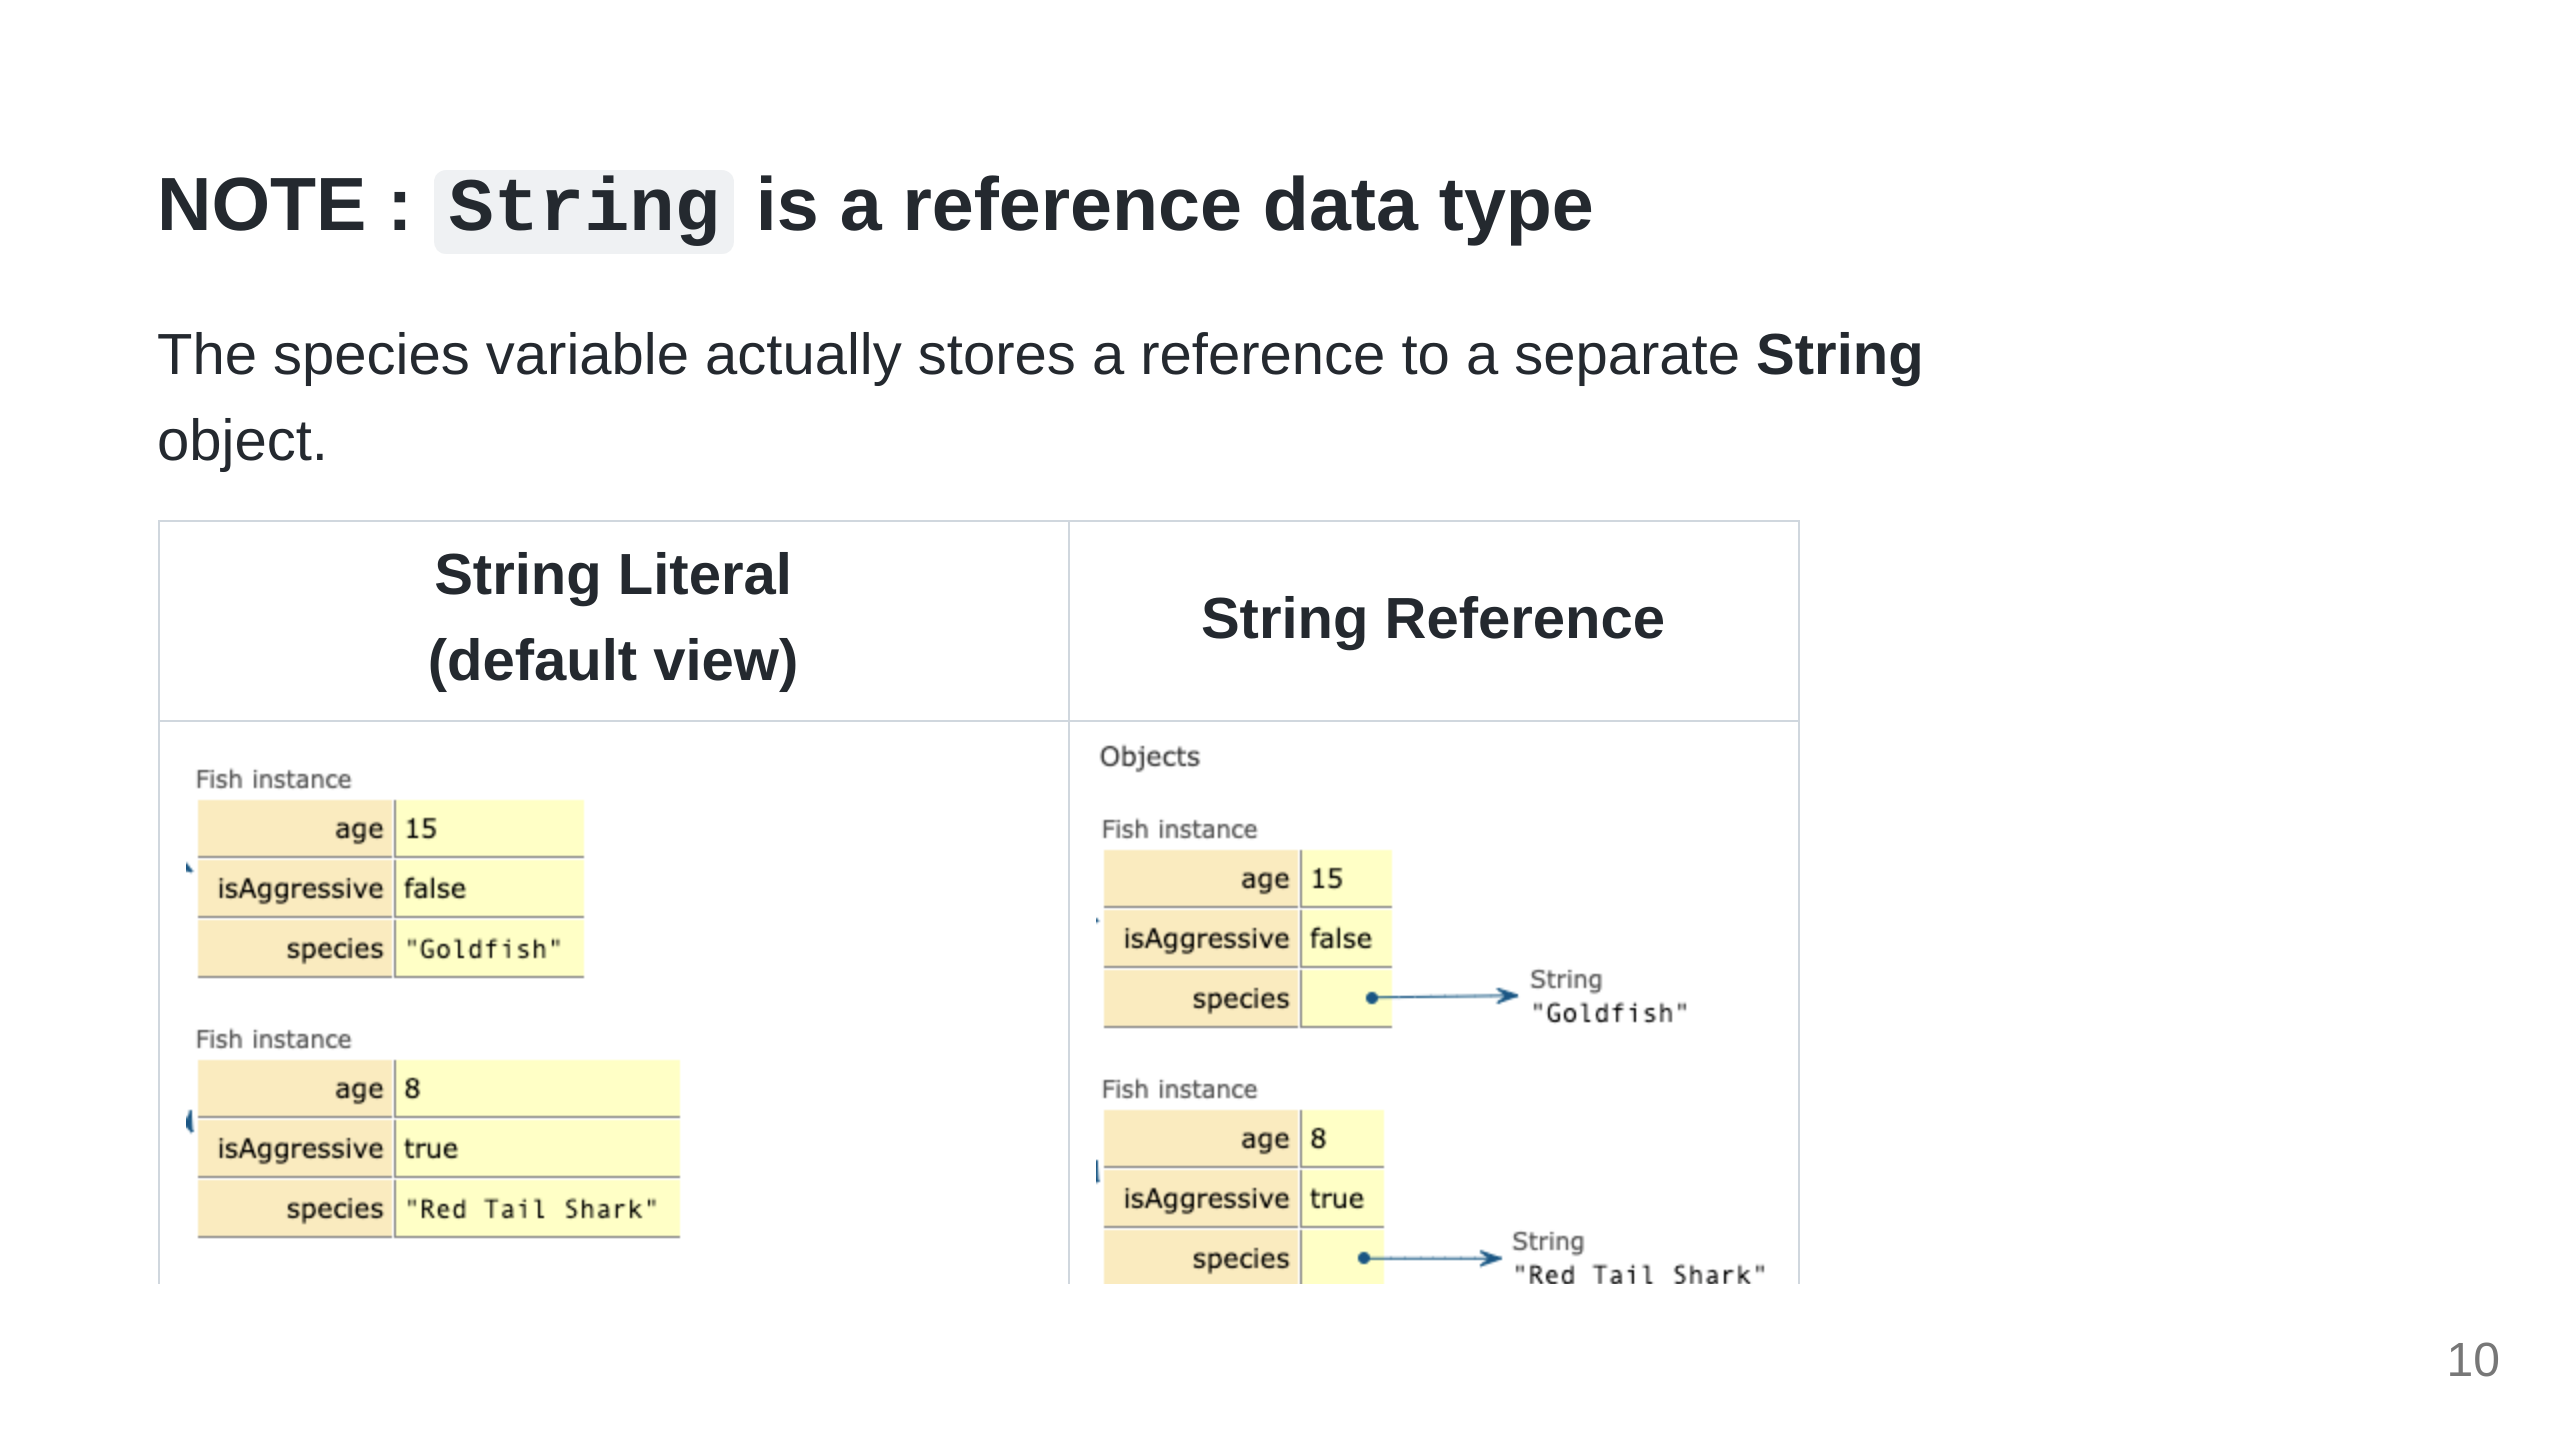 NOTE : String is a reference data type
The species variable actually stores a reference to a separate String
object.
String Literal
(default view)
String Reference
Fish instance
age 15
isAggressive false
species "Goldfish"
Fish instance
age 8
isAggressive true
species "Red Tail Shark"
Objects
Fish instance
age 15
isAggressive false
species
String
"Goldfish"
Fish instance
age 8
isAggressive true
species
String
"Red Tail Shark"
10